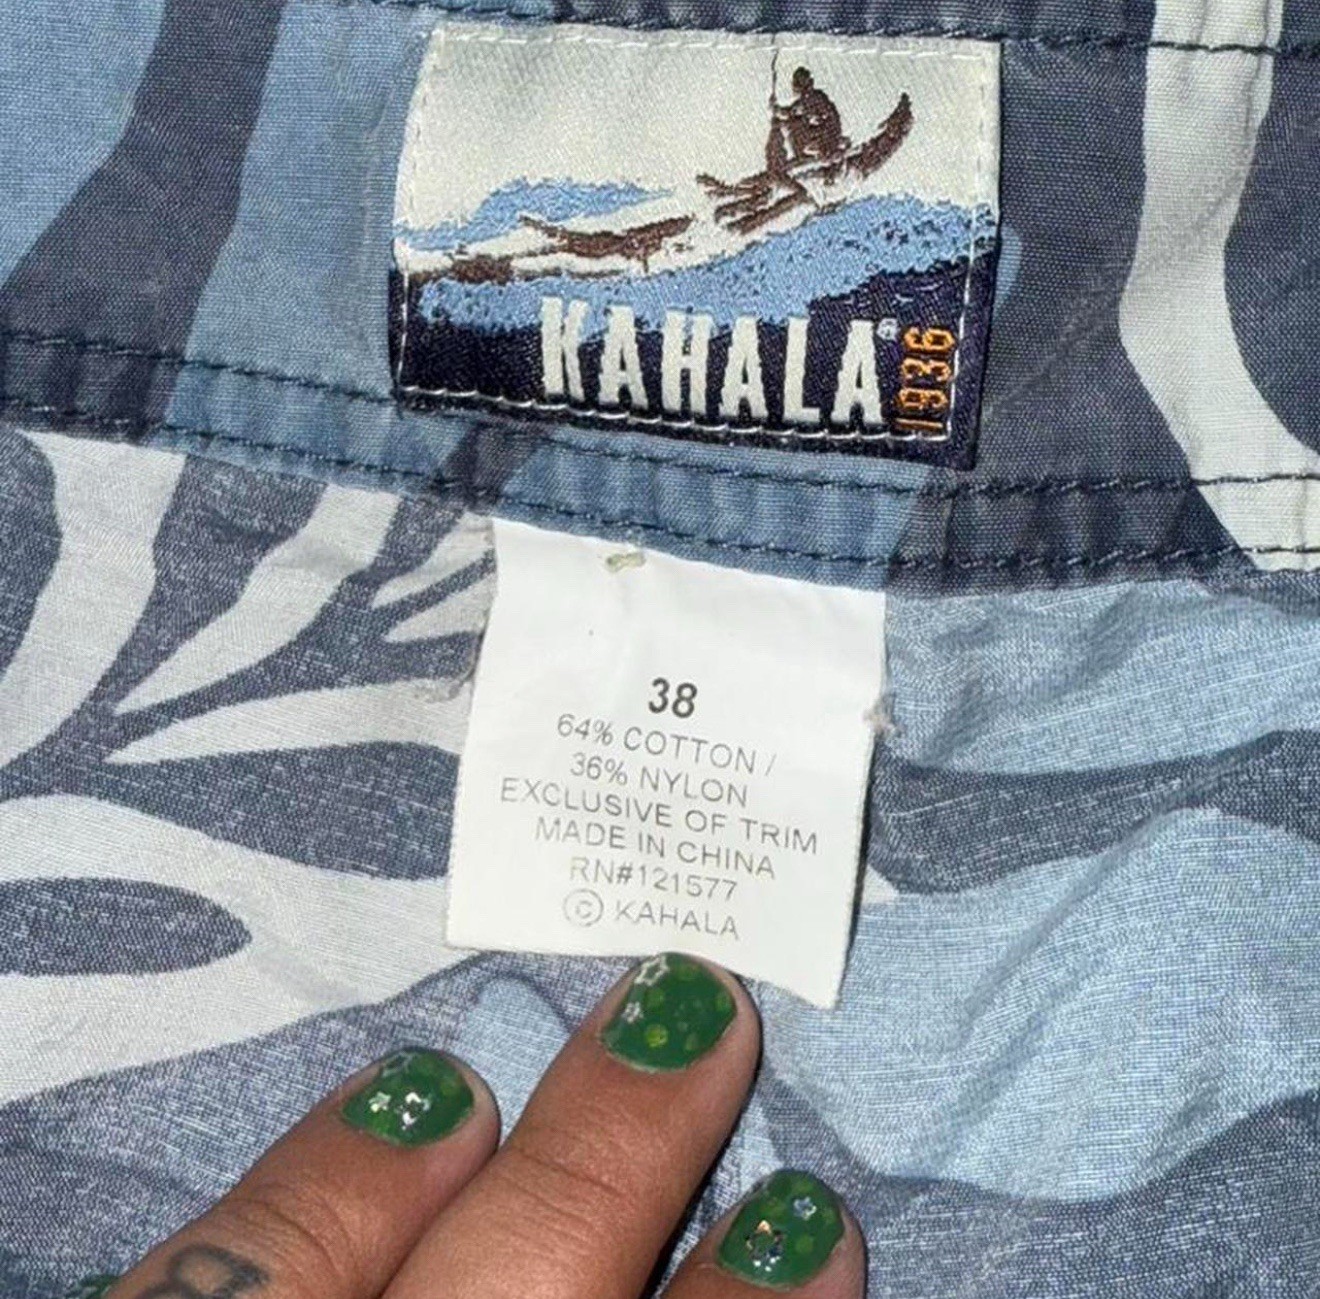 KAHALA® 1936
38
64% COTTON /
36% NYLON
EXCLUSIVE OF TRIM
MADE IN CHINA
RN#121577
© KAHALA